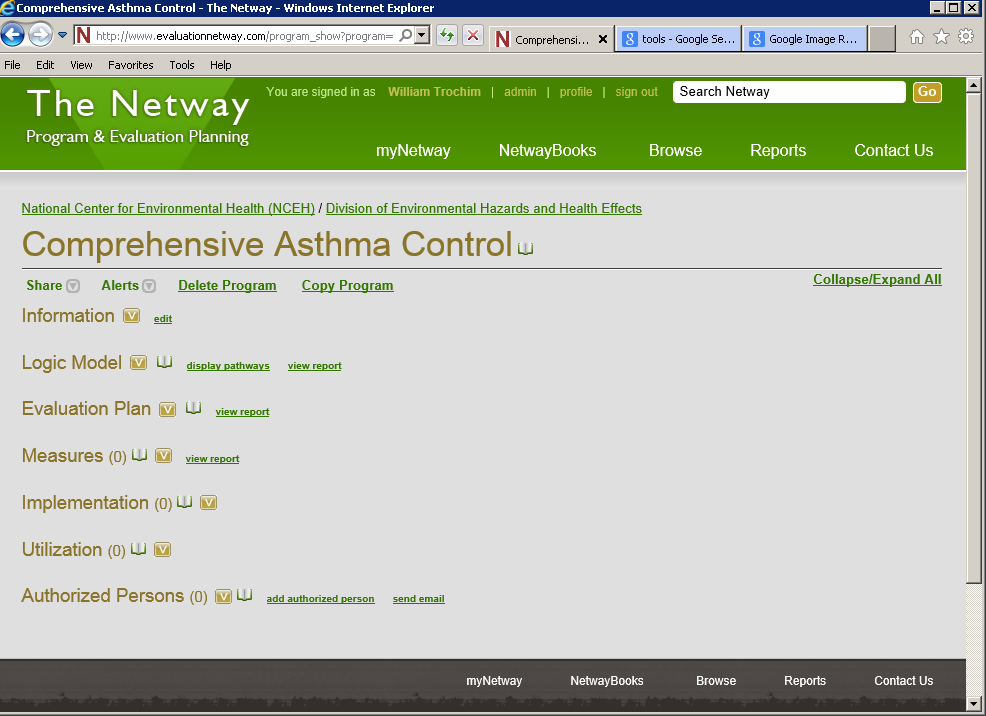 Comprehensive Asthma Control - The Netway - Windows Internet Explorer
http://www.evaluationnetway.com/program_show?program=
Comprehensi... tools - Google Se... Google Image R...
File Edit View Favorites Tools Help
The Netway
Program & Evaluation Planning
You are signed in as William Trochim | admin | profile | sign out
Search Netway Go
myNetway NetwayBooks Browse Reports Contact Us
National Center for Environmental Health (NCEH) / Division of Environmental Hazards and Health Effects
Comprehensive Asthma Control
Share Alerts Delete Program Copy Program Collapse/Expand All
Information V edit
Logic Model V display pathways view report
Evaluation Plan V view report
Measures (0) V view report
Implementation (0) V
Utilization (0) V
Authorized Persons (0) V add authorized person send email
myNetway NetwayBooks Browse Reports Contact Us